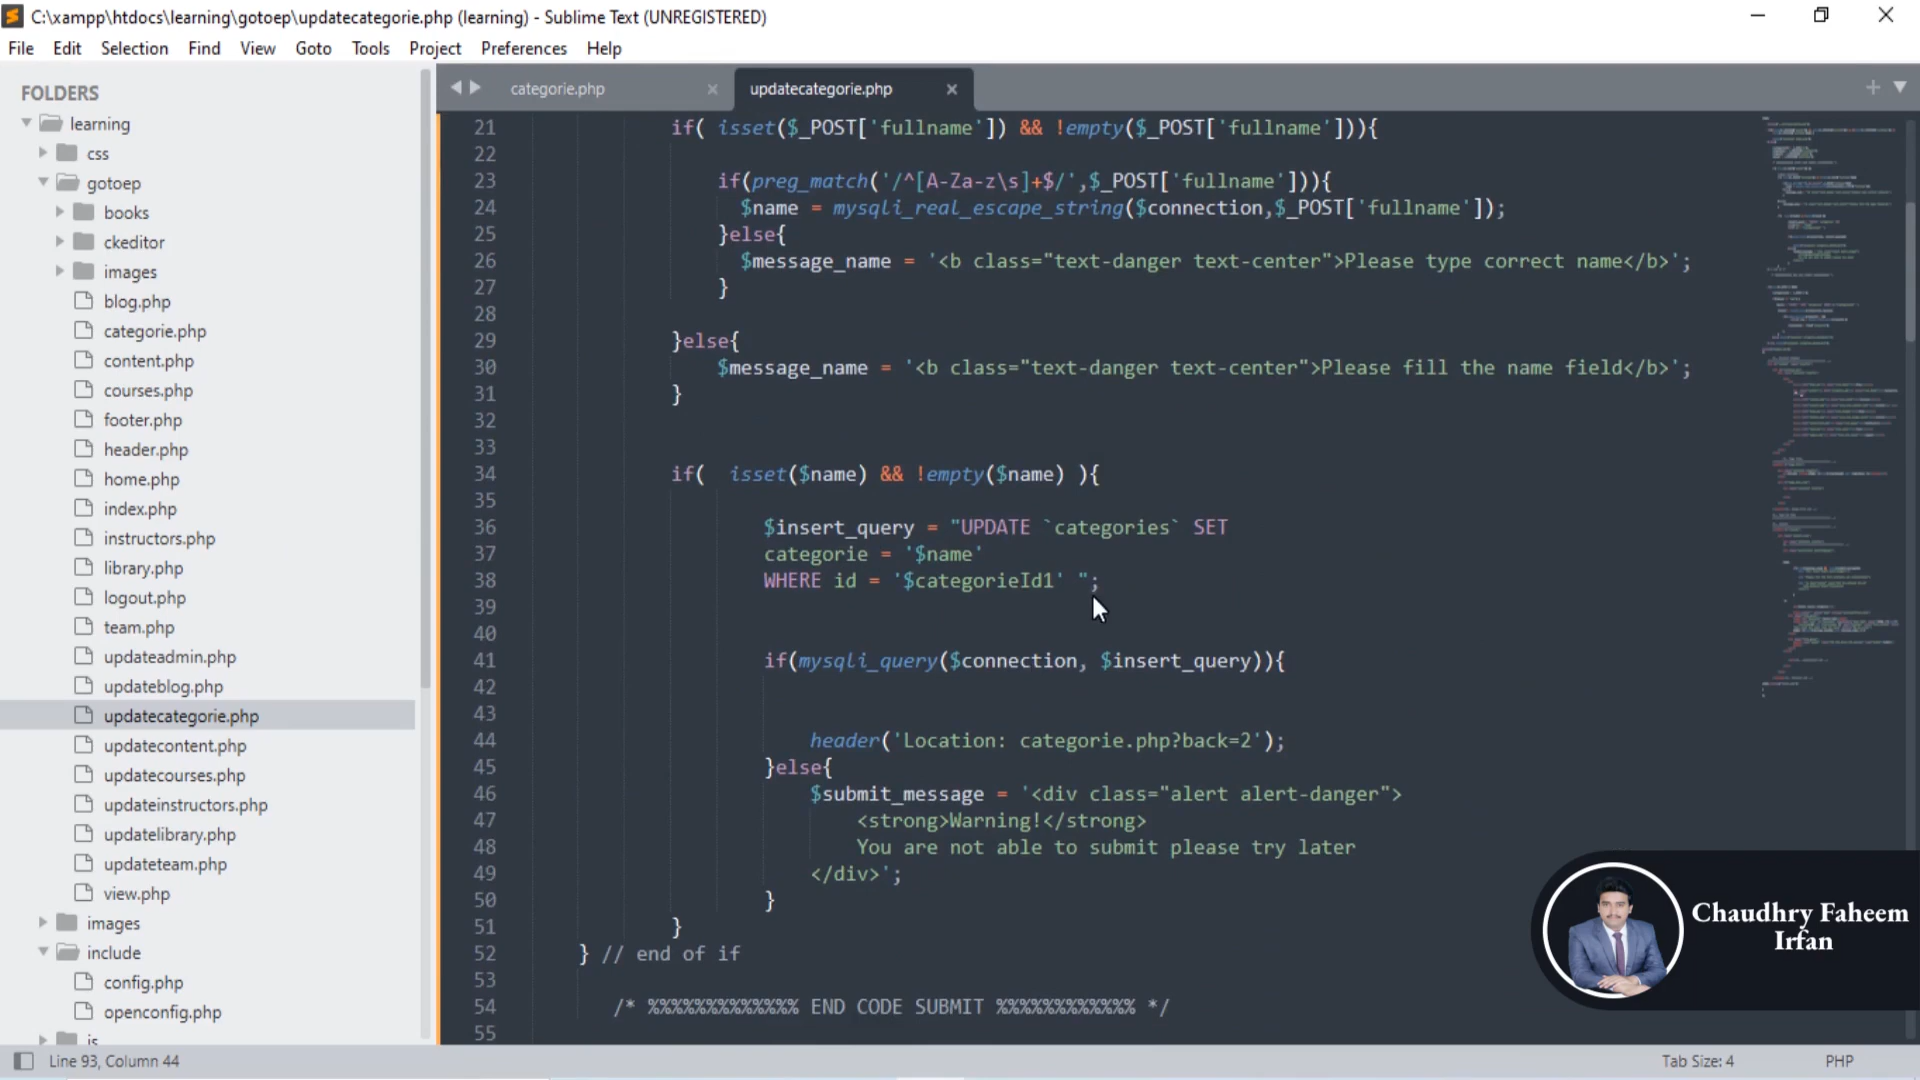 C:\xampp\htdocs\learning\gotoep\updatecategorie.php (learning) - Sublime Text (UNREGISTERED)
File Edit Selection Find View Goto Tools Project Preferences Help
FOLDERS
learning
css
gotoep
books
ckeditor
images
blog.php
categorie.php
content.php
courses.php
footer.php
header.php
home.php
index.php
instructors.php
library.php
logout.php
team.php
updateadmin.php
updateblog.php
updatecategorie.php
updatecontent.php
updatecourses.php
updateinstructors.php
updatelibrary.php
updateteam.php
view.php
images
include
config.php
openconfig.php
js
categorie.php updatecategorie.php
21 if( isset($_POST['fullname']) && !empty($_POST['fullname'])){
22
23 if(preg_match('/^[A-Za-z\s]+$/',$_POST['fullname'])){
24 $name = mysqli_real_escape_string($connection,$_POST['fullname']);
25 }else{
26 $message_name = '<b class="text-danger text-center">Please type correct name</b>';
27 }
28
29 }else{
30 $message_name = '<b class="text-danger text-center">Please fill the name field</b>';
31 }
32
33
34 if( isset($name) && !empty($name) ){
35
36 $insert_query = "UPDATE `categories` SET
37 categorie = '$name'
38 WHERE id = '$categorieId1' ";
39
40
41 if(mysqli_query($connection, $insert_query)){
42
43
44 header('Location: categorie.php?back=2');
45 }else{
46 $submit_message = '<div class="alert alert-danger">
47 <strong>Warning!</strong>
48 You are not able to submit please try later
49 </div>';
50 }
51 }
52 } // end of if
53
54 /* %%%%%%%%%%%%% END CODE SUBMIT %%%%%%%%%%%% */
55
Chaudhry Faheem
Irfan
Line 93, Column 44
Tab Size: 4
PHP